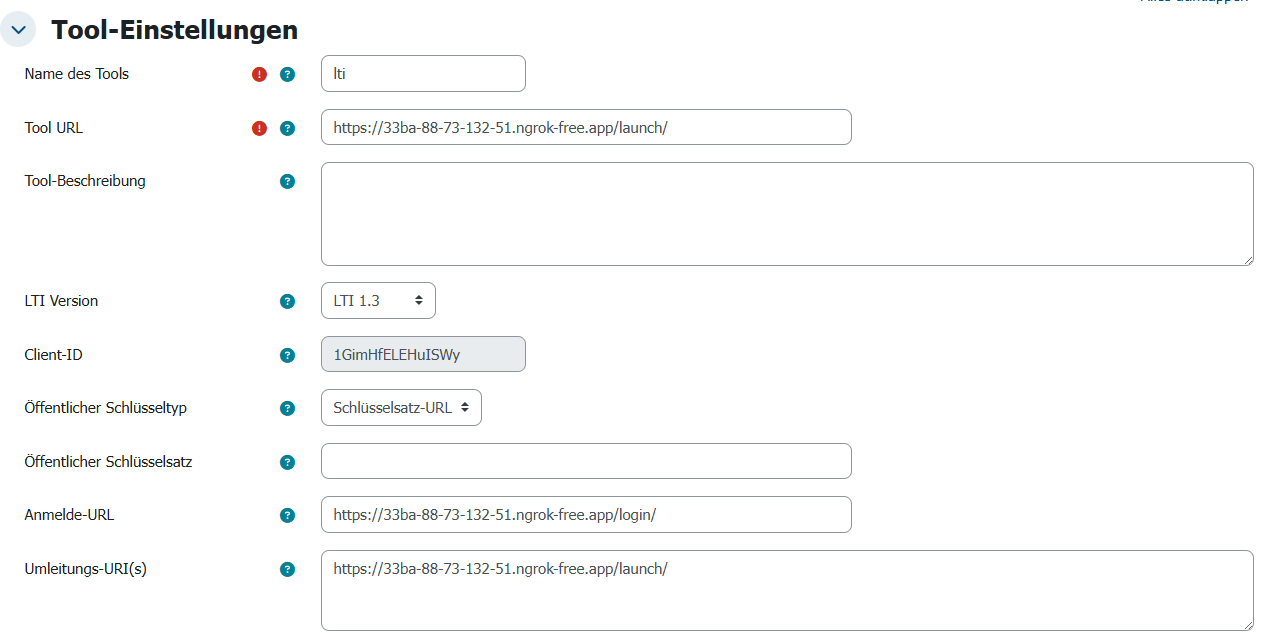 Tool-Einstellungen
Name des Tools
lti
Tool URL
https://33ba-88-73-132-51.ngrok-free.app/launch/
Tool-Beschreibung
LTI Version
LTI 1.3
Client-ID
1GimHfELEHuISWy
Öffentlicher Schlüsseltyp
Schlüsselsatz-URL
Öffentlicher Schlüsselsatz
Anmelde-URL
https://33ba-88-73-132-51.ngrok-free.app/login/
Umleitungs-URI(s)
https://33ba-88-73-132-51.ngrok-free.app/launch/